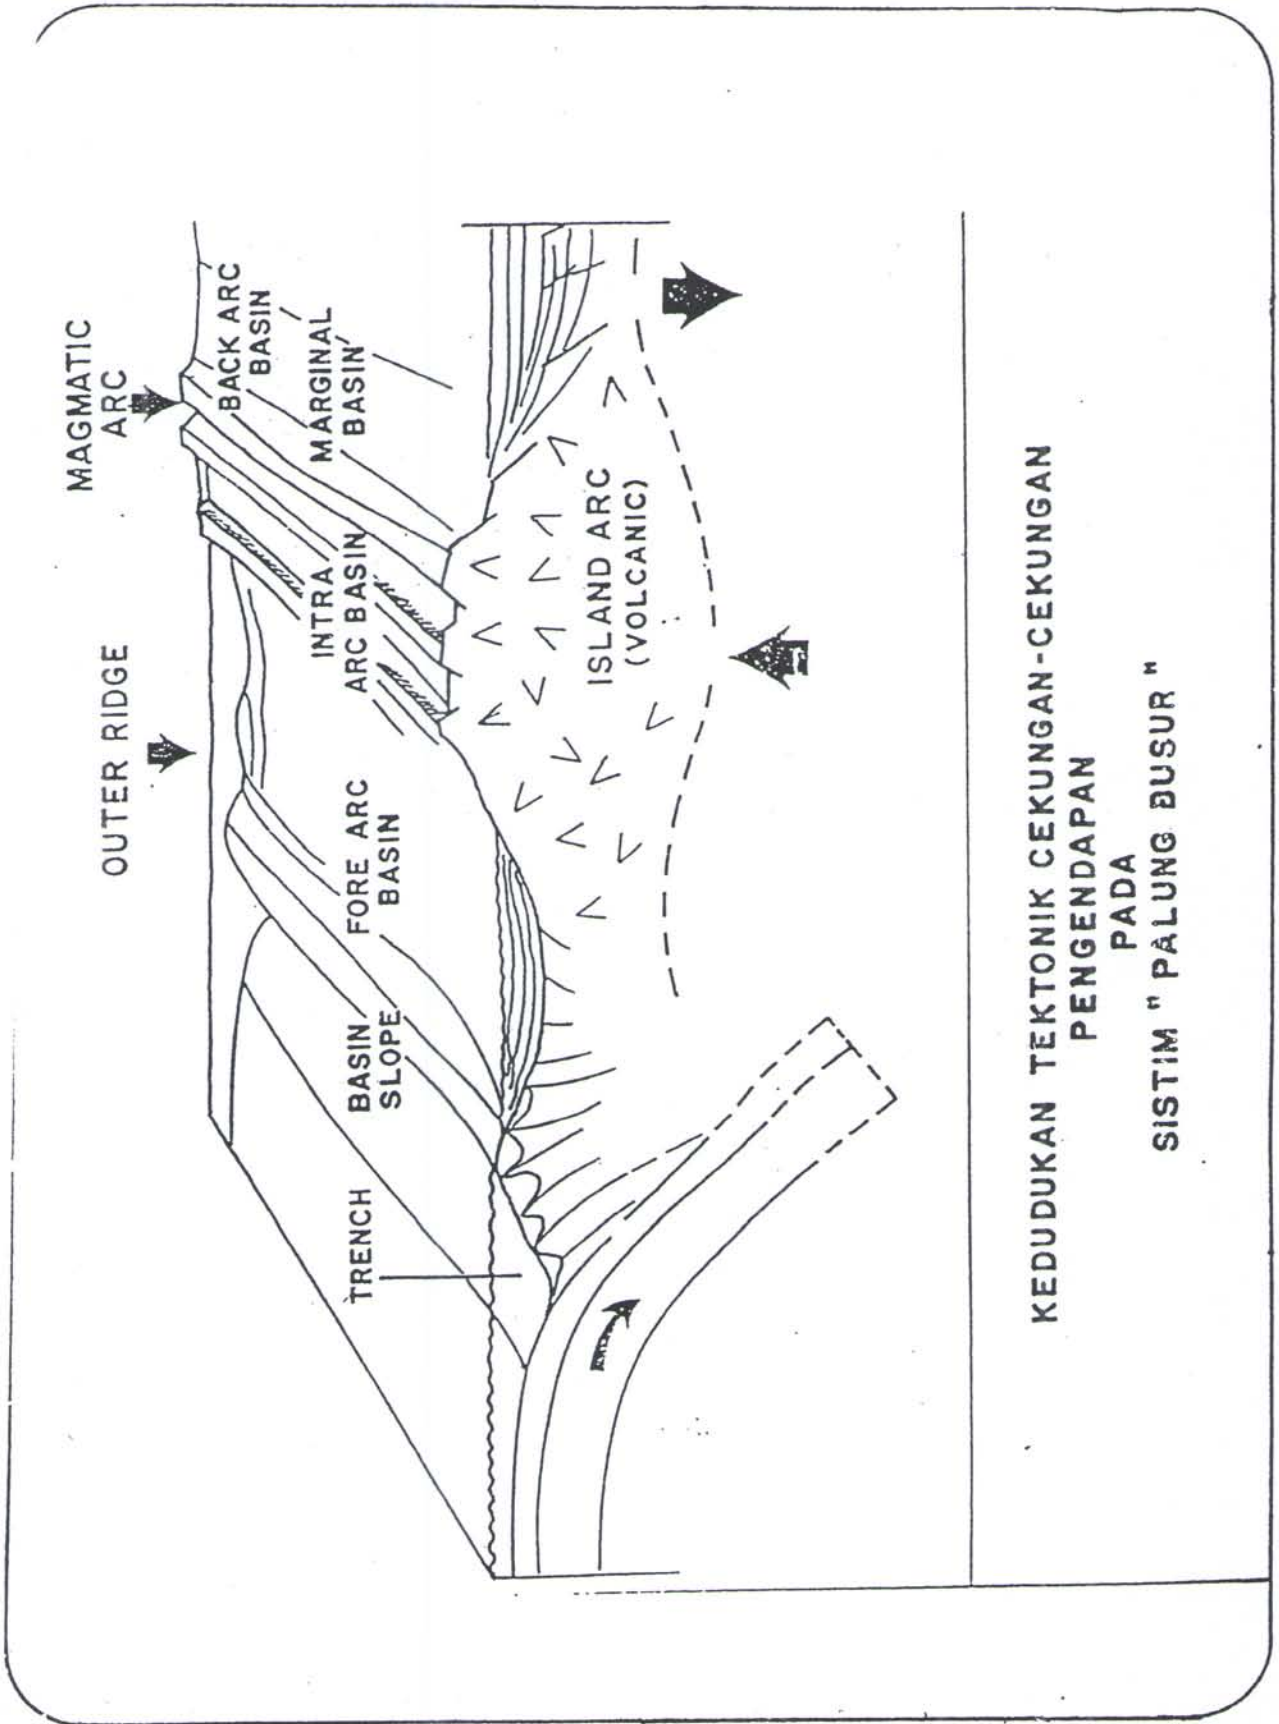 OUTER RIDGE
MAGMATIC
ARC
TRENCH
BASIN
SLOPE
FORE ARC
BASIN
INTRA
ARC BASIN
BACK ARC
BASIN
MARGINAL
BASIN
ISLAND ARC
(VOLCANIC)
KEDUDUKAN TEKTONIK CEKUNGAN-CEKUNGAN
PENGENDAPAN
PADA
SISTIM " PALUNG BUSUR "